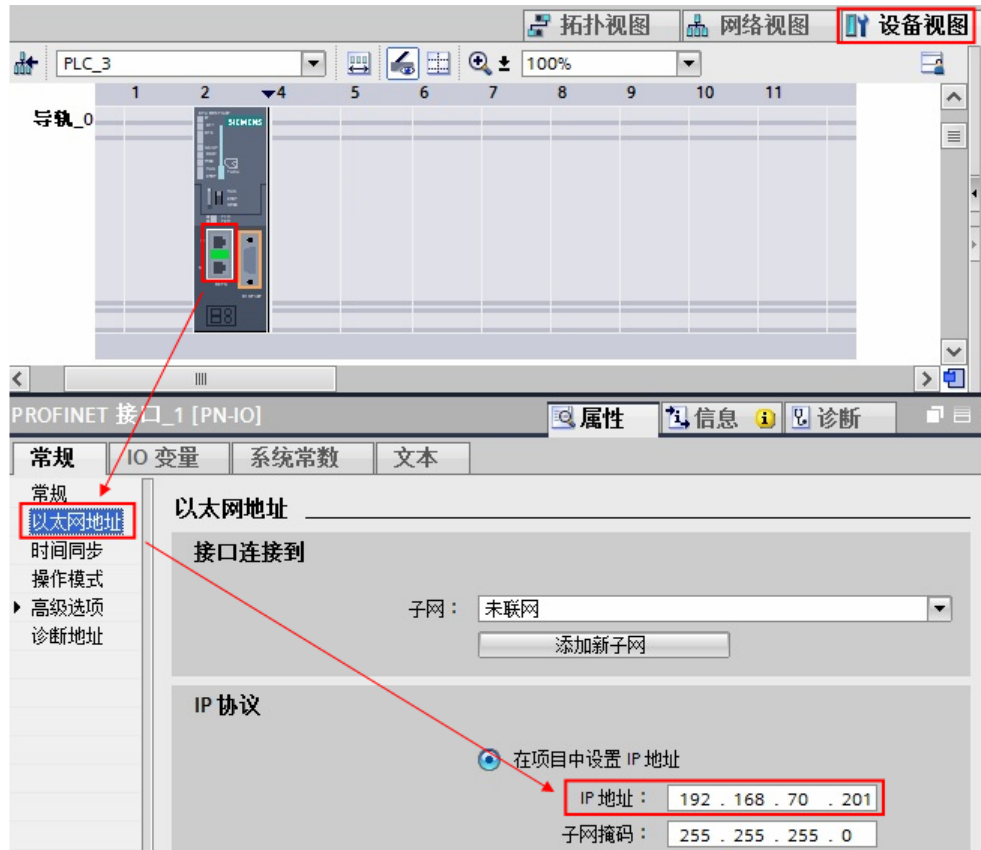 拓扑视图 网络视图 设备视图
PLC_3 100%
1 2 4 5 6 7 8 9 10 11
导轨_0
SIEMENS
PROFINET 接口_1 [PN-IO] 属性 信息 诊断
常规 IO 变量 系统常数 文本
常规
以太网地址
时间同步
操作模式
高级选项
诊断地址
以太网地址
接口连接到
子网： 未联网
添加新子网
IP 协议
在项目中设置 IP 地址
IP 地址： 192 . 168 . 70 . 201
子网掩码： 255 . 255 . 255 . 0